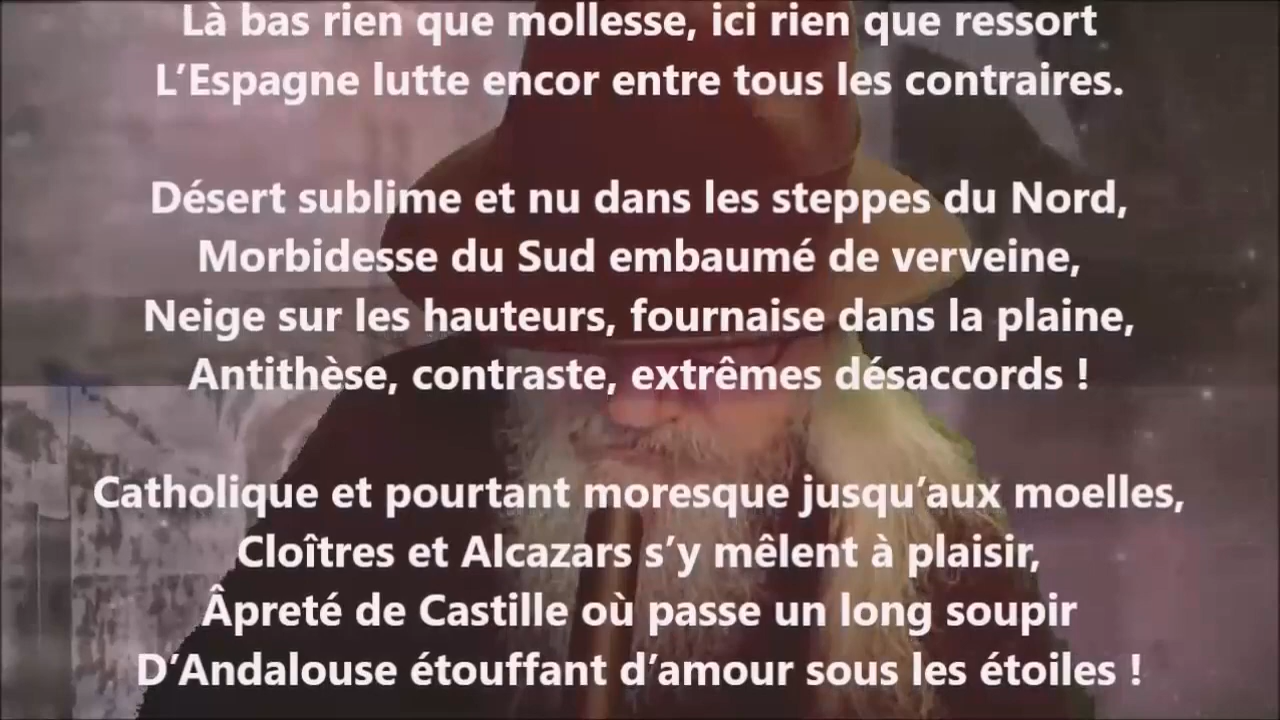 Là bas rien que mollesse, ici rien que ressort
L’Espagne lutte encor entre tous les contraires.
Désert sublime et nu dans les steppes du Nord,
Morbidesse du Sud embaumé de verveine,
Neige sur les hauteurs, fournaise dans la plaine,
Antithèse, contraste, extrêmes désaccords !
Catholique et pourtant moresque jusqu’aux moelles,
Cloîtres et Alcazars s’y mêlent à plaisir,
Âpreté de Castille où passe un long soupir
D’Andalouse étouffant d’amour sous les étoiles !